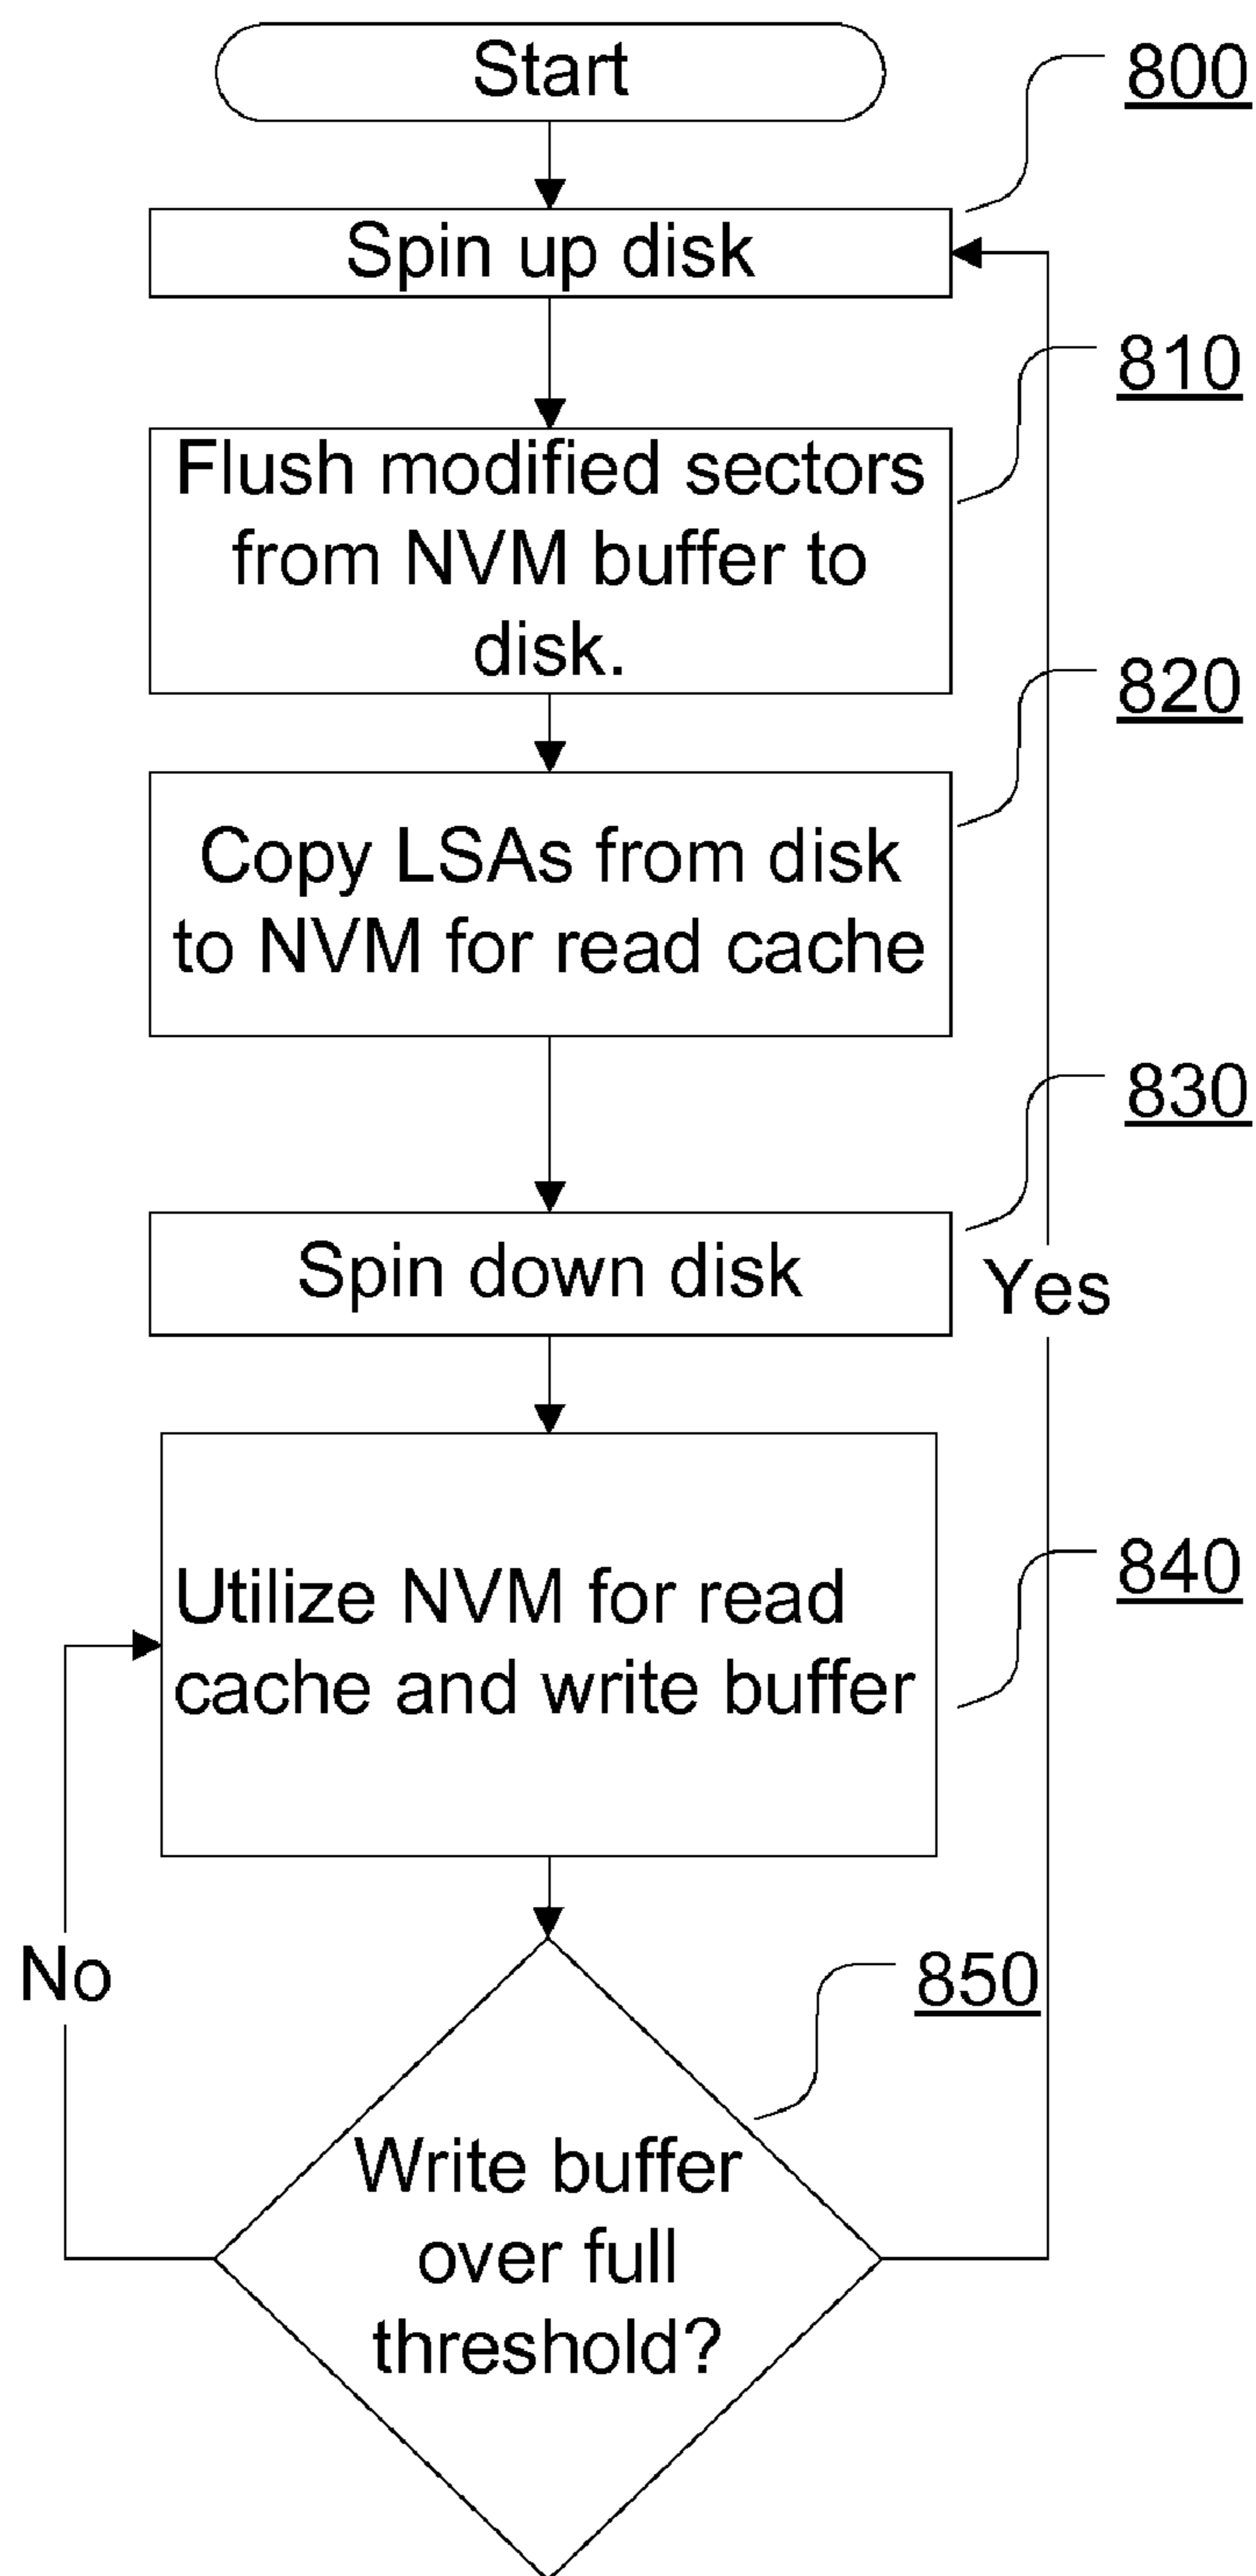 Start
800
Spin up disk
810
Flush modified sectors
from NVM buffer to
disk.
820
Copy LSAs from disk
to NVM for read cache
830
Spin down disk
Yes
840
Utilize NVM for read
cache and write buffer
No
850
Write buffer
over full
threshold?